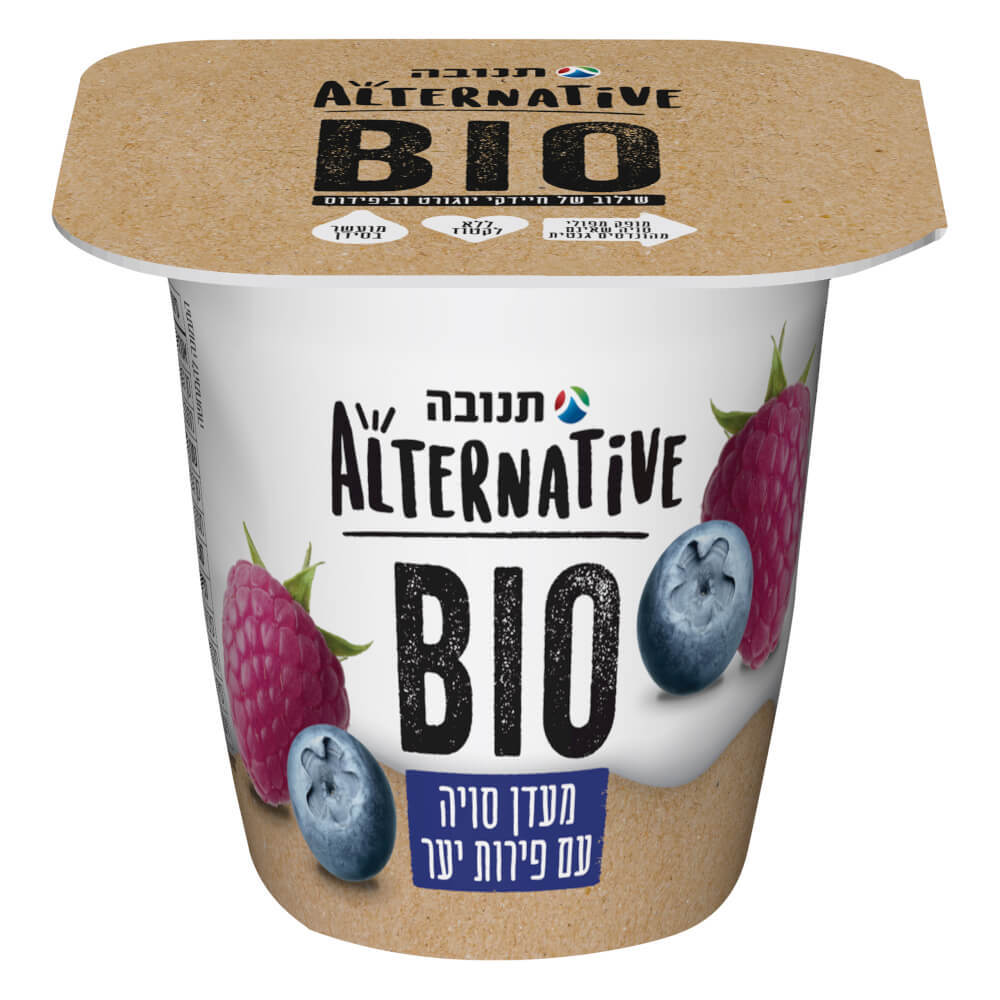 תנובה
ALTERNATIVE
BIO
שילוב של חיידקי יוגורט וביפידוס
מועשר
בסידן
ללא
לקטוז
מופק מפולי
סויה שאינם
מהונדסים גנטית
תנובה
ALTERNATIVE
BIO
מעדן סויה
עם פירות יער